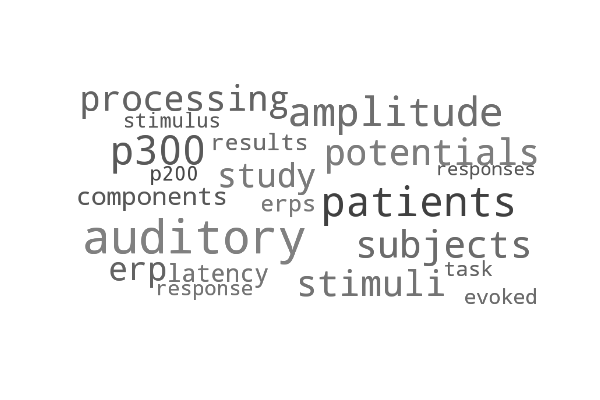 processing
amplitude
stimulus
results
p300
potentials
responses
p200
study
components
erps
patients
auditory
subjects
erp
latency
task
response
stimuli
evoked